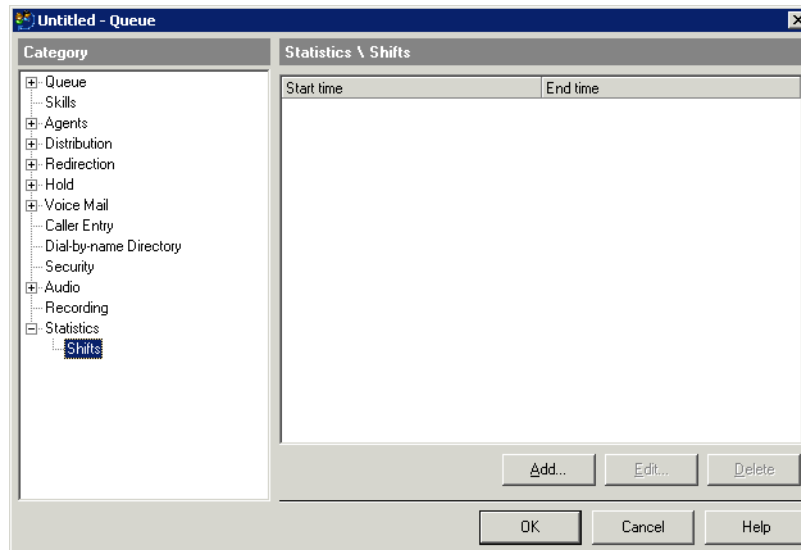 Untitled - Queue
Category
Statistics \ Shifts
Queue
Skills
Agents
Distribution
Redirection
Hold
Voice Mail
Caller Entry
Dial-by-name Directory
Security
Audio
Recording
Statistics
Shifts
Start time
End time
Add...
Edit...
Delete
OK
Cancel
Help